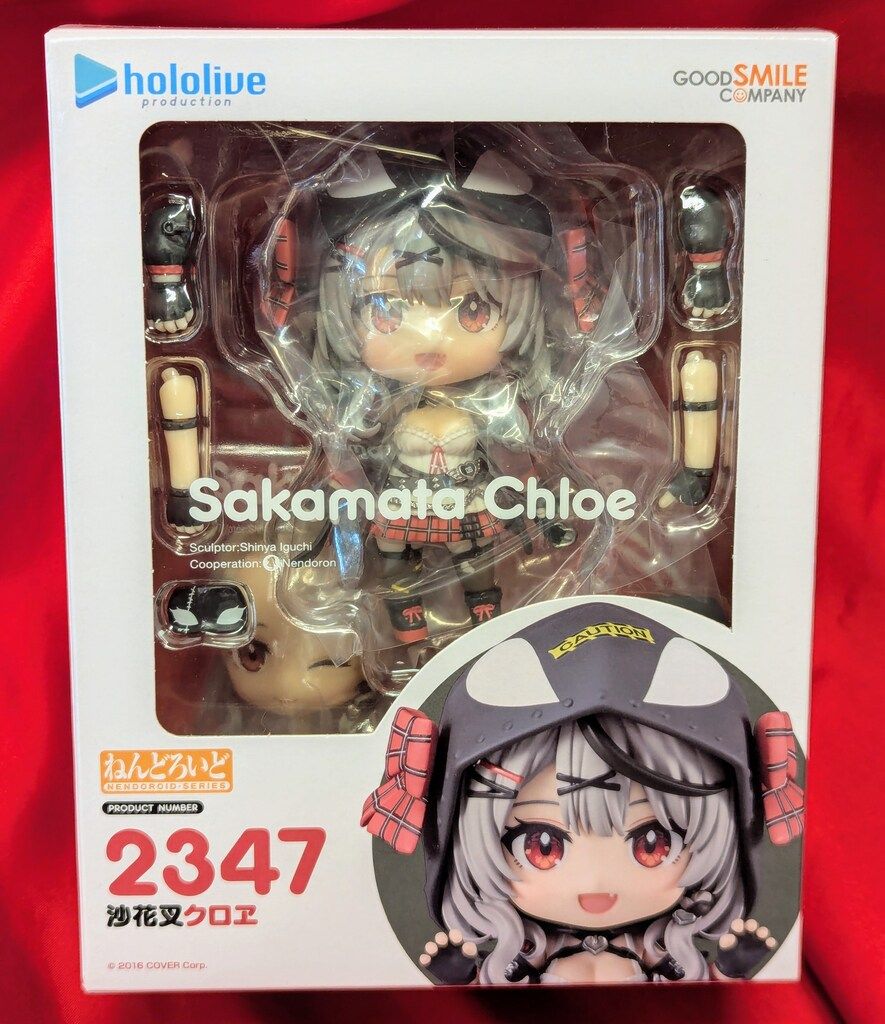 hololive
production
GOOD SMILE
COMPANY
Sakamata Chloe
Sculptor:Shinya Iguchi
Cooperation: Nendoron
CAUTION
ねんどろいど
NENDOROID・SERIES
PRODUCT NUMBER
2347
沙花叉クロヱ
© 2016 COVER Corp.